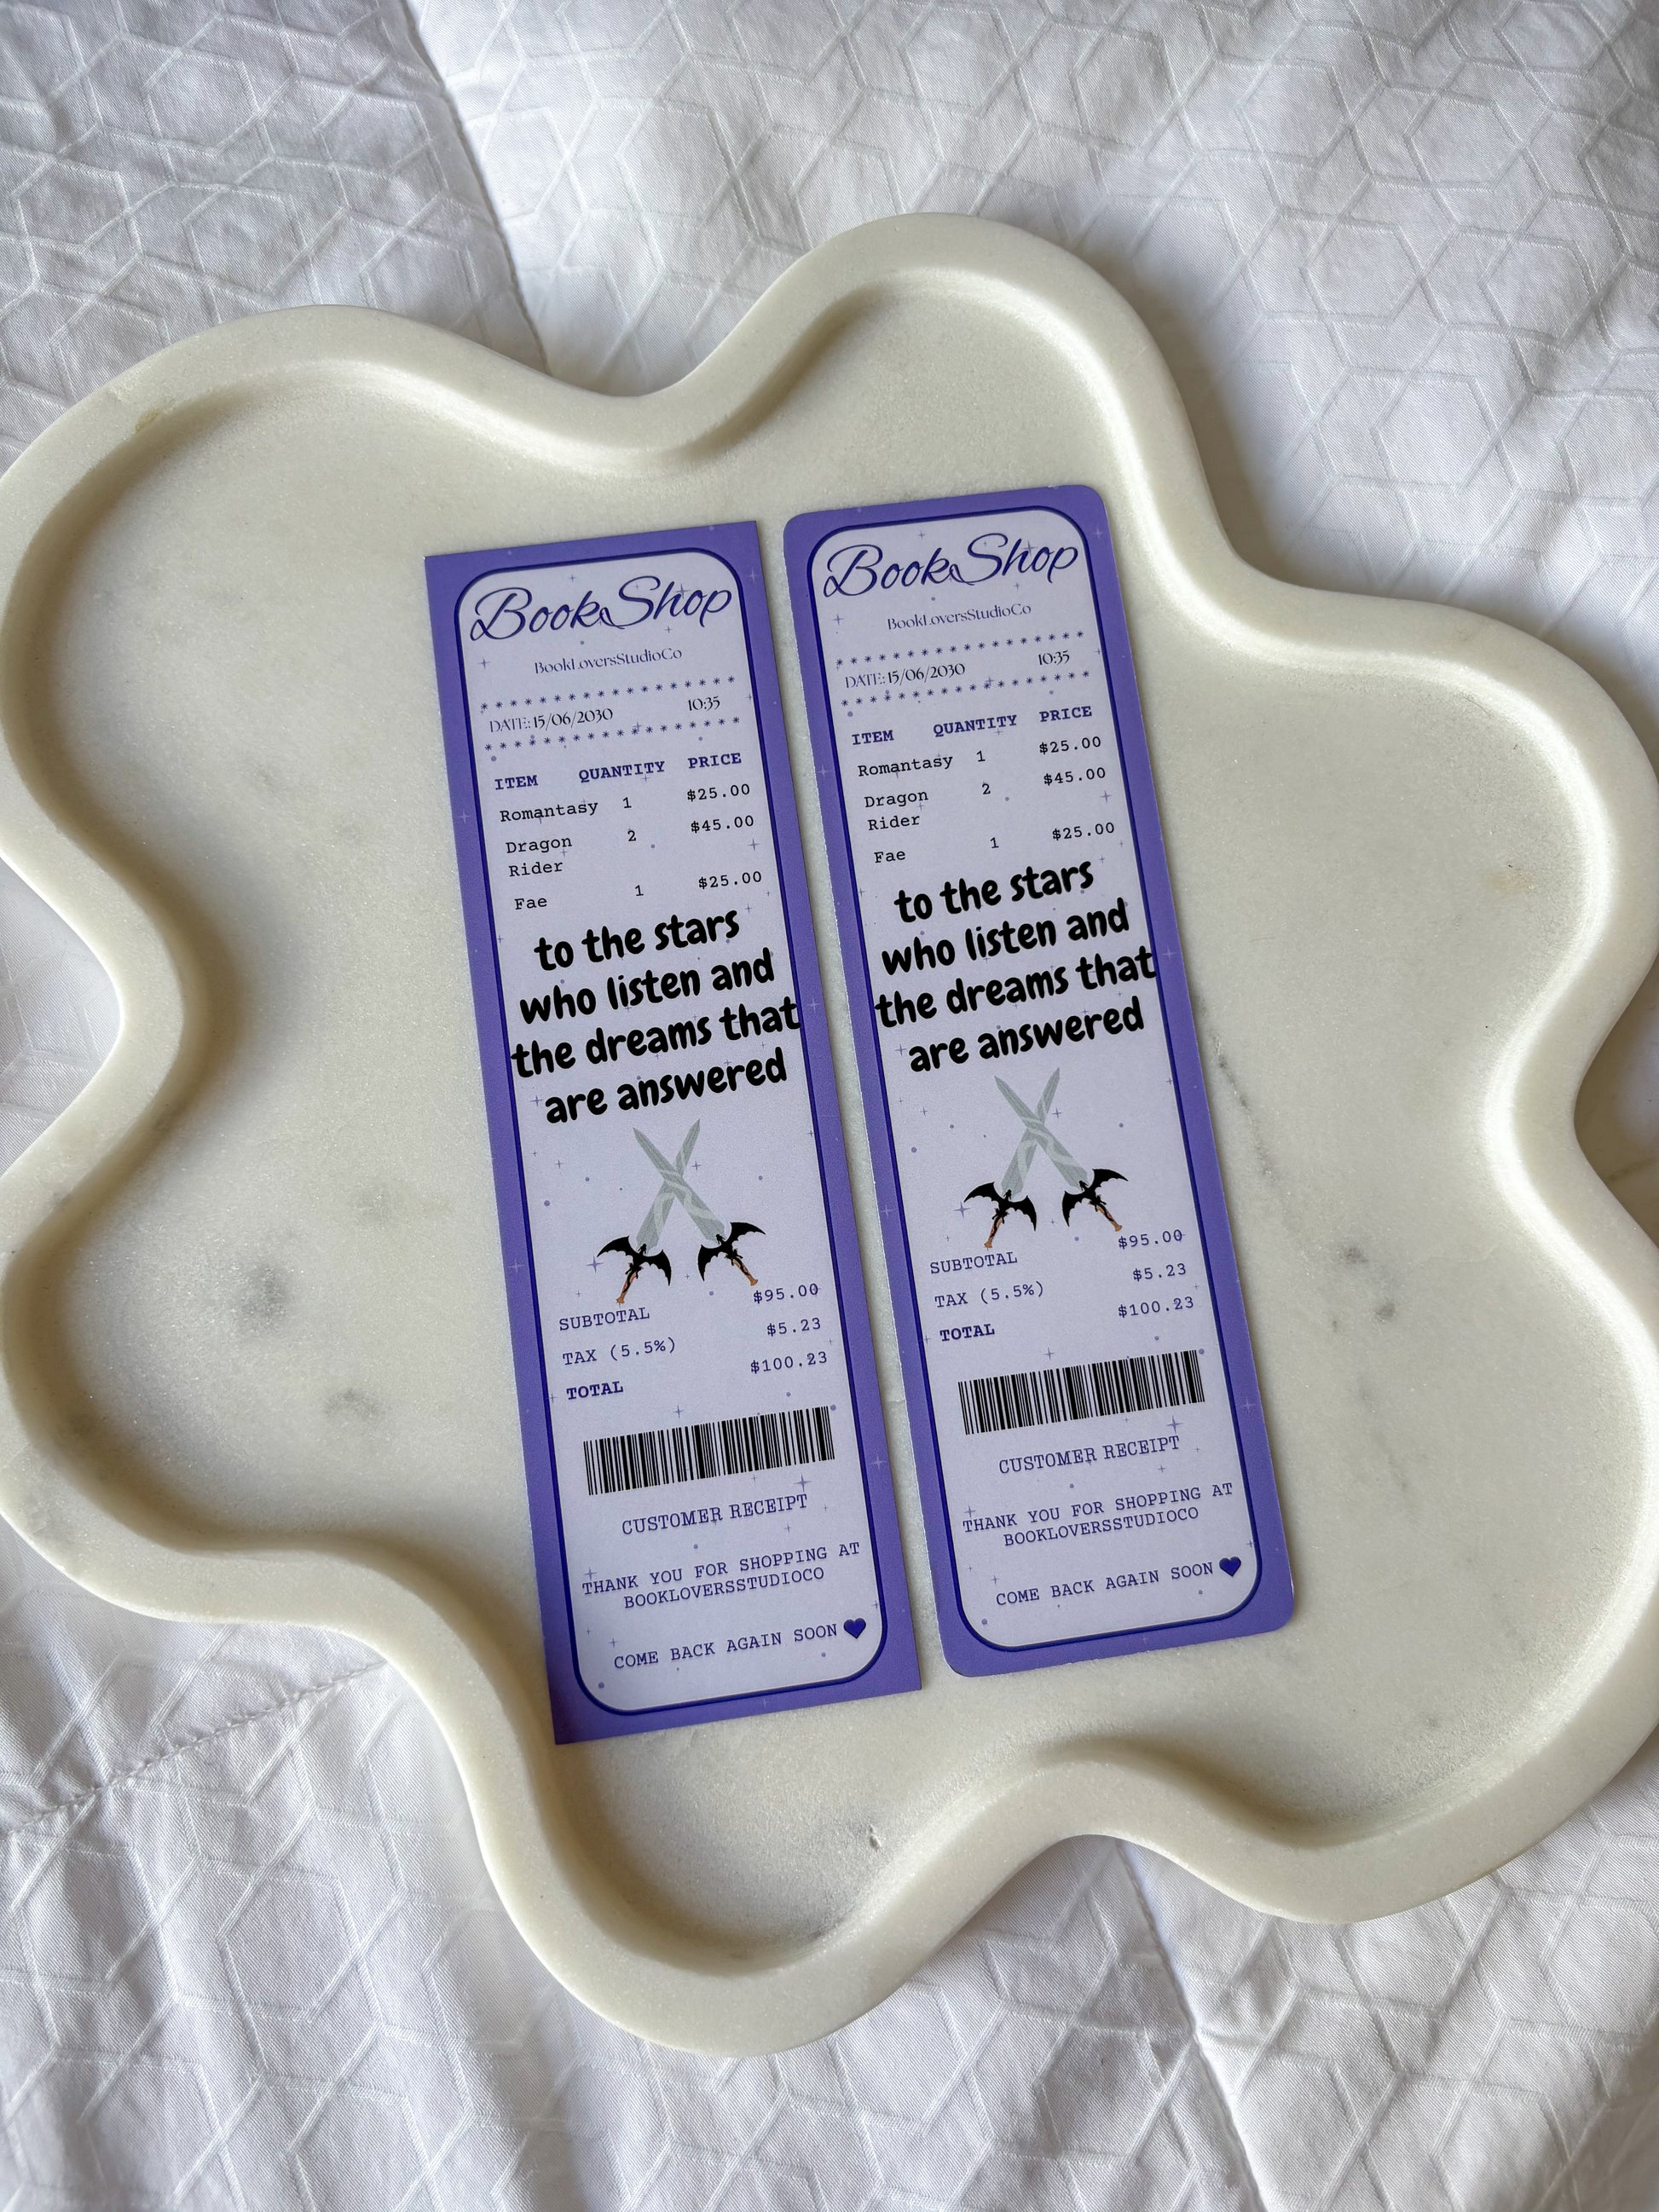 BookShop
BookLoversStudioCo
* * * * * * * * * * * * * * * * * *
DATE: 15/06/2030 10:35
* * * * * * * * * * * * * * * * * *
ITEM QUANTITY PRICE
Romantasy 1 $25.00
Dragon 2 $45.00
Rider
Fae 1 $25.00
to the stars
who listen and
the dreams that
are answered
SUBTOTAL $95.00
TAX (5.5%) $5.23
TOTAL $100.23
CUSTOMER RECEIPT
THANK YOU FOR SHOPPING AT
BOOKLOVERSSTUDIOCO
COME BACK AGAIN SOON
BookShop
BookLoversStudioCo
* * * * * * * * * * * * * * * * * *
DATE: 15/06/2030 10:35
* * * * * * * * * * * * * * * * * *
ITEM QUANTITY PRICE
Romantasy 1 $25.00
Dragon 2 $45.00
Rider
Fae 1 $25.00
to the stars
who listen and
the dreams that
are answered
SUBTOTAL $95.00
TAX (5.5%) $5.23
TOTAL $100.23
CUSTOMER RECEIPT
THANK YOU FOR SHOPPING AT
BOOKLOVERSSTUDIOCO
COME BACK AGAIN SOON